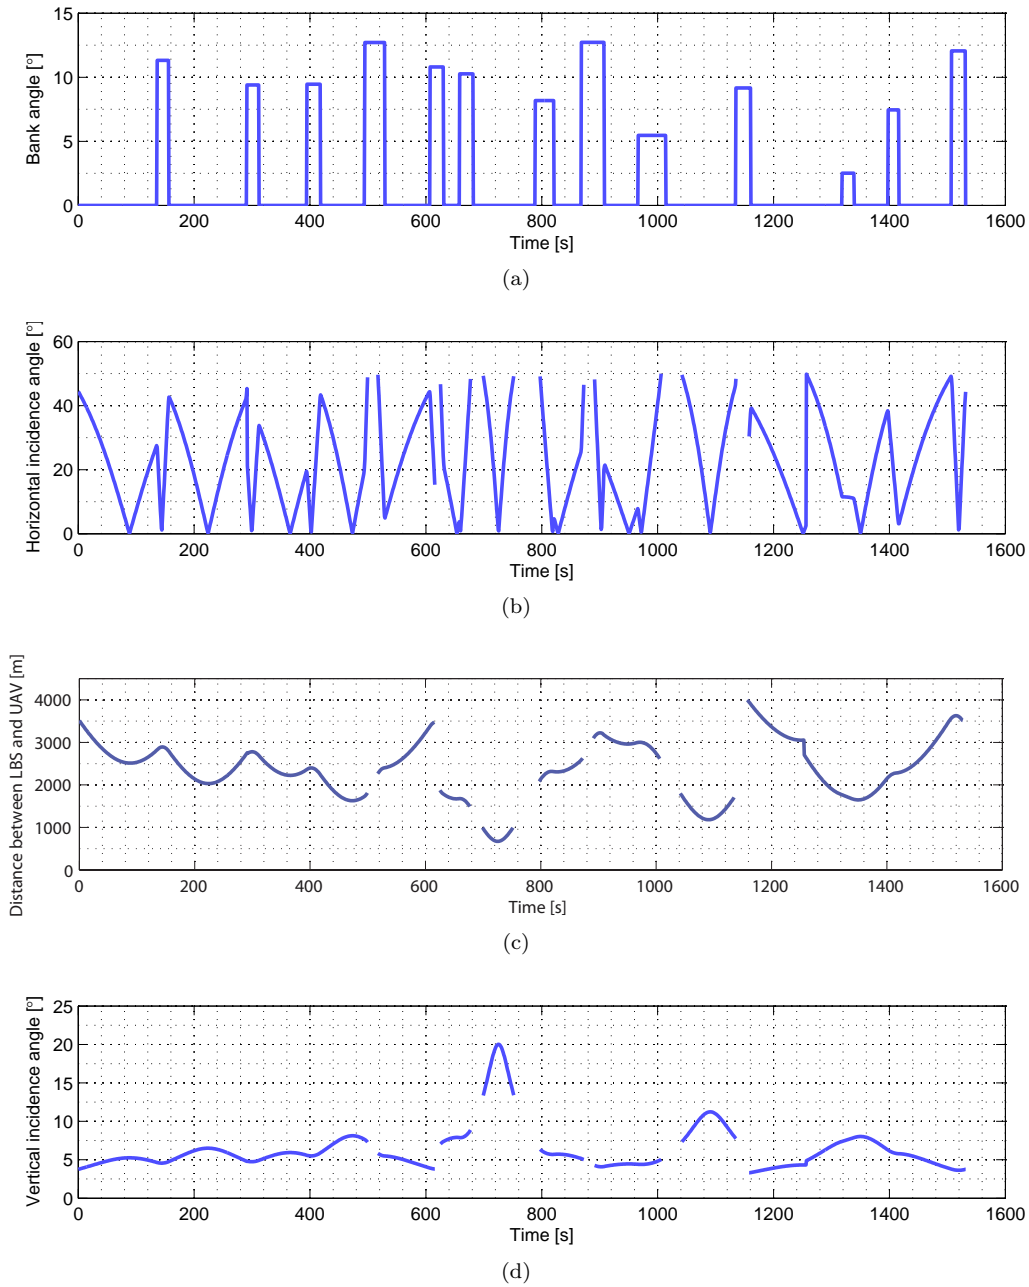 15
10
5
0
Bank angle [°]
0 200 400 600 800 1000 1200 1400 1600
Time [s]
(a)
60
40
20
0
Horizontal incidence angle [°]
0 200 400 600 800 1000 1200 1400 1600
Time [s]
(b)
4000
3000
2000
1000
0
Distance between LBS and UAV [m]
0 200 400 600 800 1000 1200 1400 1600
Time [s]
(c)
25
20
15
10
5
0
Vertical incidence angle [°]
0 200 400 600 800 1000 1200 1400 1600
Time [s]
(d)